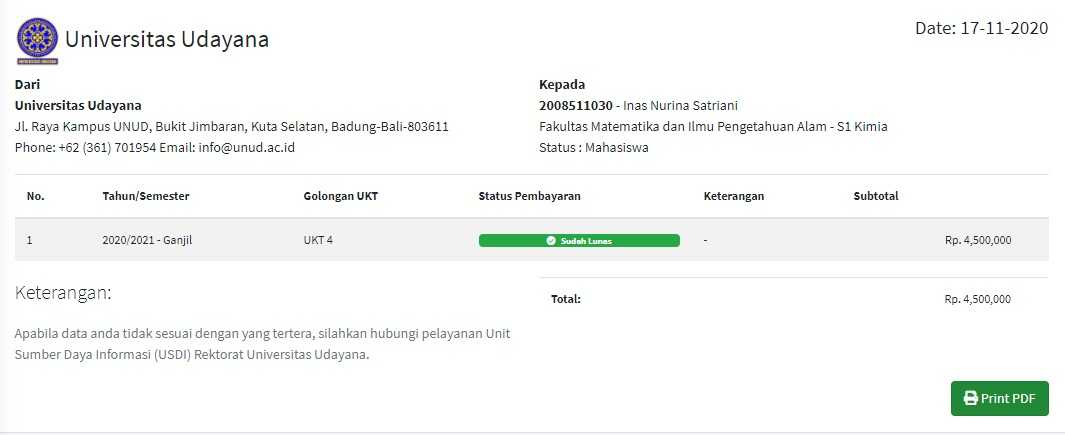 Universitas Udayana
Date: 17-11-2020
Dari
Universitas Udayana
Jl. Raya Kampus UNUD, Bukit Jimbaran, Kuta Selatan, Badung-Bali-803611
Phone: +62 (361) 701954 Email: info@unud.ac.id
Kepada
2008511030 - Inas Nurina Satriani
Fakultas Matematika dan Ilmu Pengetahuan Alam - S1 Kimia
Status : Mahasiswa
No. Tahun/Semester Golongan UKT Status Pembayaran Keterangan Subtotal
1 2020/2021 - Ganjil UKT 4 Sudah Lunas - Rp. 4,500,000
Keterangan:
Apabila data anda tidak sesuai dengan yang tertera, silahkan hubungi pelayanan Unit
Sumber Daya Informasi (USDI) Rektorat Universitas Udayana.
Total: Rp. 4,500,000
Print PDF